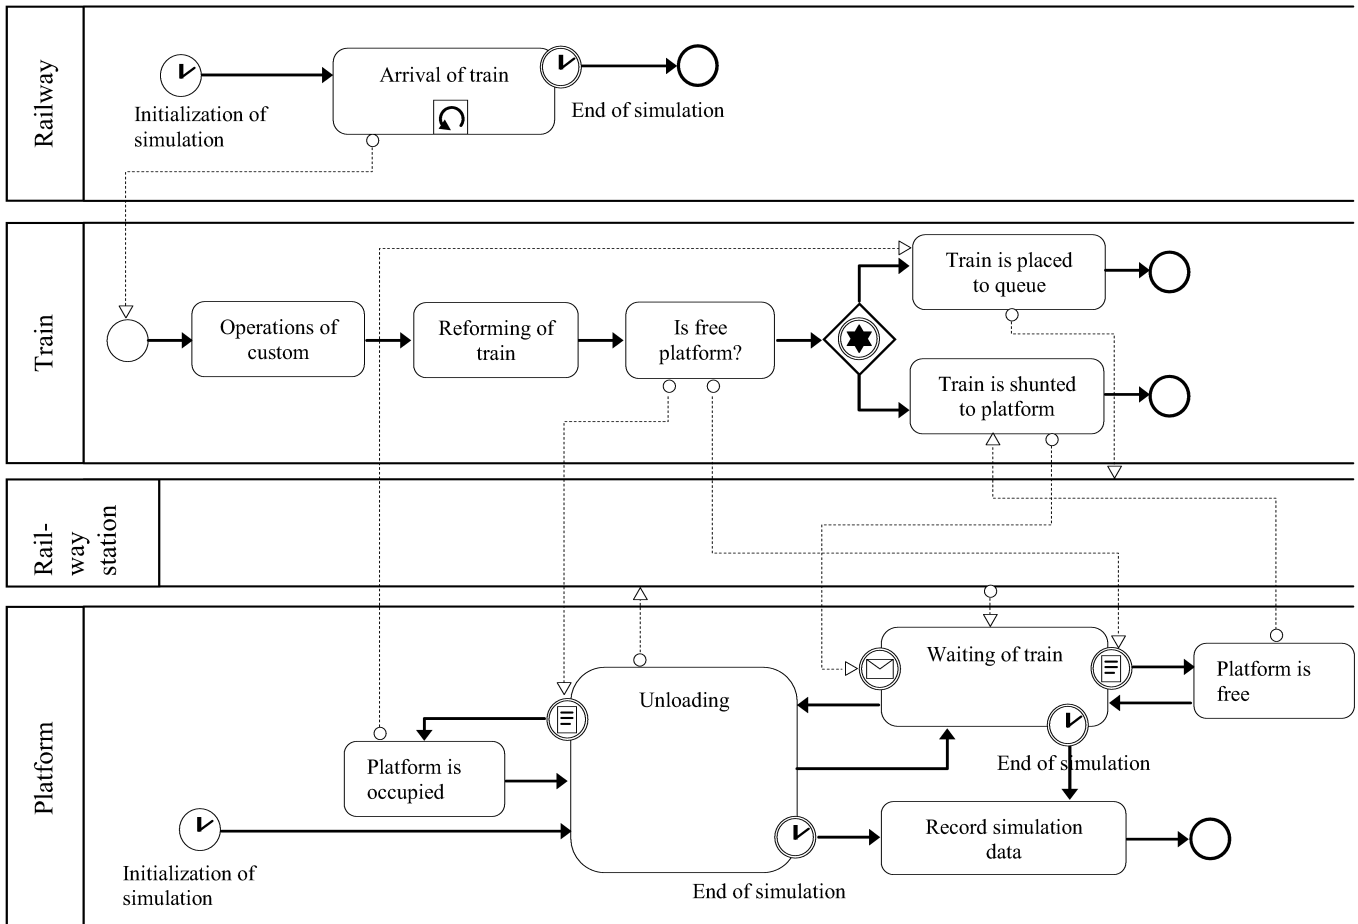 Railway
Arrival of train
Initialization of
simulation
End of simulation
Train
Operations of
custom
Reforming of
train
Is free
platform?
Train is placed
to queue
Train is shunted
to platform
Rail-
way
station
Platform
Waiting of train
Platform is
free
Unloading
Platform is
occupied
End of simulation
Record simulation
data
Initialization of
simulation
End of simulation